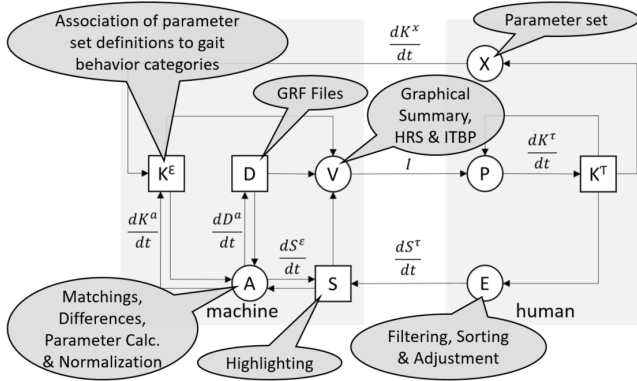 Association of parameter
set definitions to gait
behavior categories
dK^x
dt
Parameter set
X
GRF Files
Graphical
Summary,
HRS & ITBP
K^ε
D
V
I
P
dK^τ
dt
K^τ
dK^a
dt
dD^a
dt
dS^ε
dt
dS^τ
dt
A
S
E
Matchings,
Differences,
Parameter Calc.
& Normalization
machine
human
Highlighting
Filtering, Sorting
& Adjustment